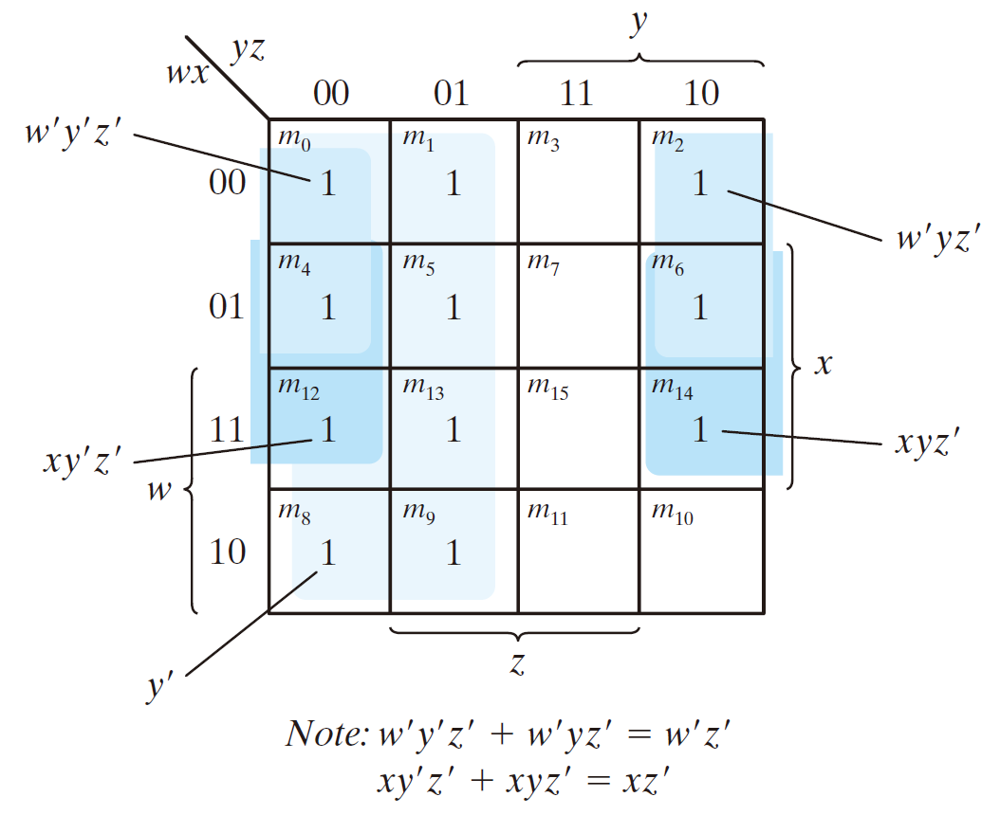 y
yz
wx
00 01 11 10
w'y'z'
m0 m1 m3 m2
00 1 1 1
w'yz'
m4 m5 m7 m6
01 1 1 1
x
m12 m13 m15 m14
11 1 1 1
xy'z'
xyz'
w
m8 m9 m11 m10
10 1 1
z
y'
Note: w'y'z' + w'yz' = w'z'
xy'z' + xyz' = xz'